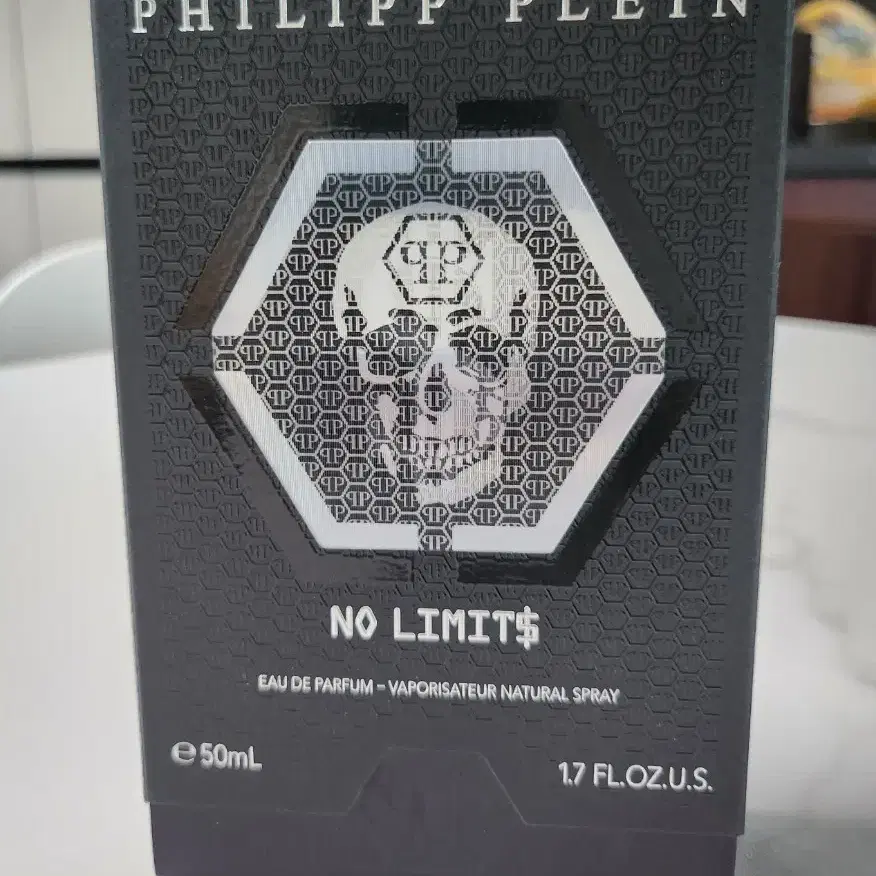 PHILIPP PLEIN
NO LIMIT$
EAU DE PARFUM – VAPORISATEUR NATURAL SPRAY
℮ 50mL
1.7 FL.OZ.U.S.